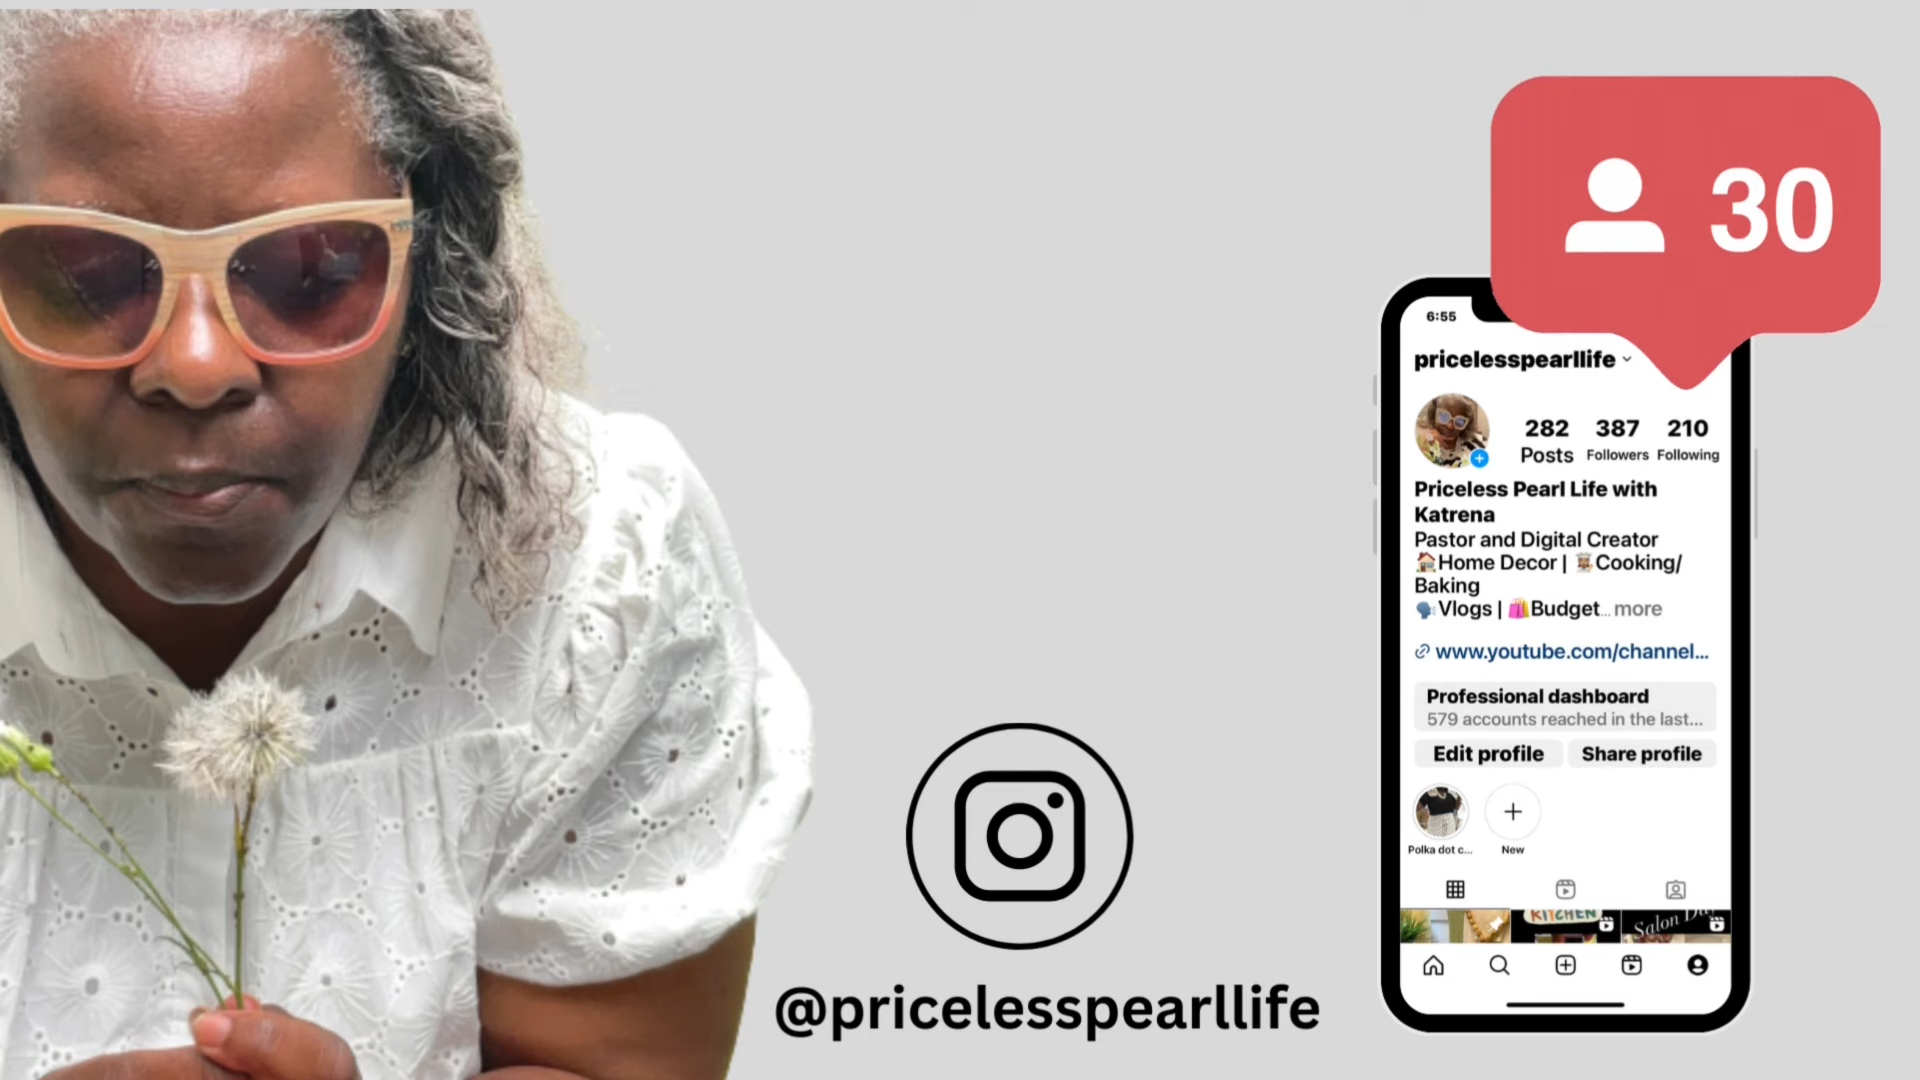 30
6:55
pricelesspearllife
282 387 210
Posts Followers Following
Priceless Pearl Life with
Katrena
Pastor and Digital Creator
🏠Home Decor | 👩🏽‍🍳Cooking/
Baking
🗣Vlogs | 🛍Budget... more
www.youtube.com/channel...
Professional dashboard
579 accounts reached in the last...
Edit profile Share profile
Polka dot c... New
KITCHEN
Salon Da
@pricelesspearllife